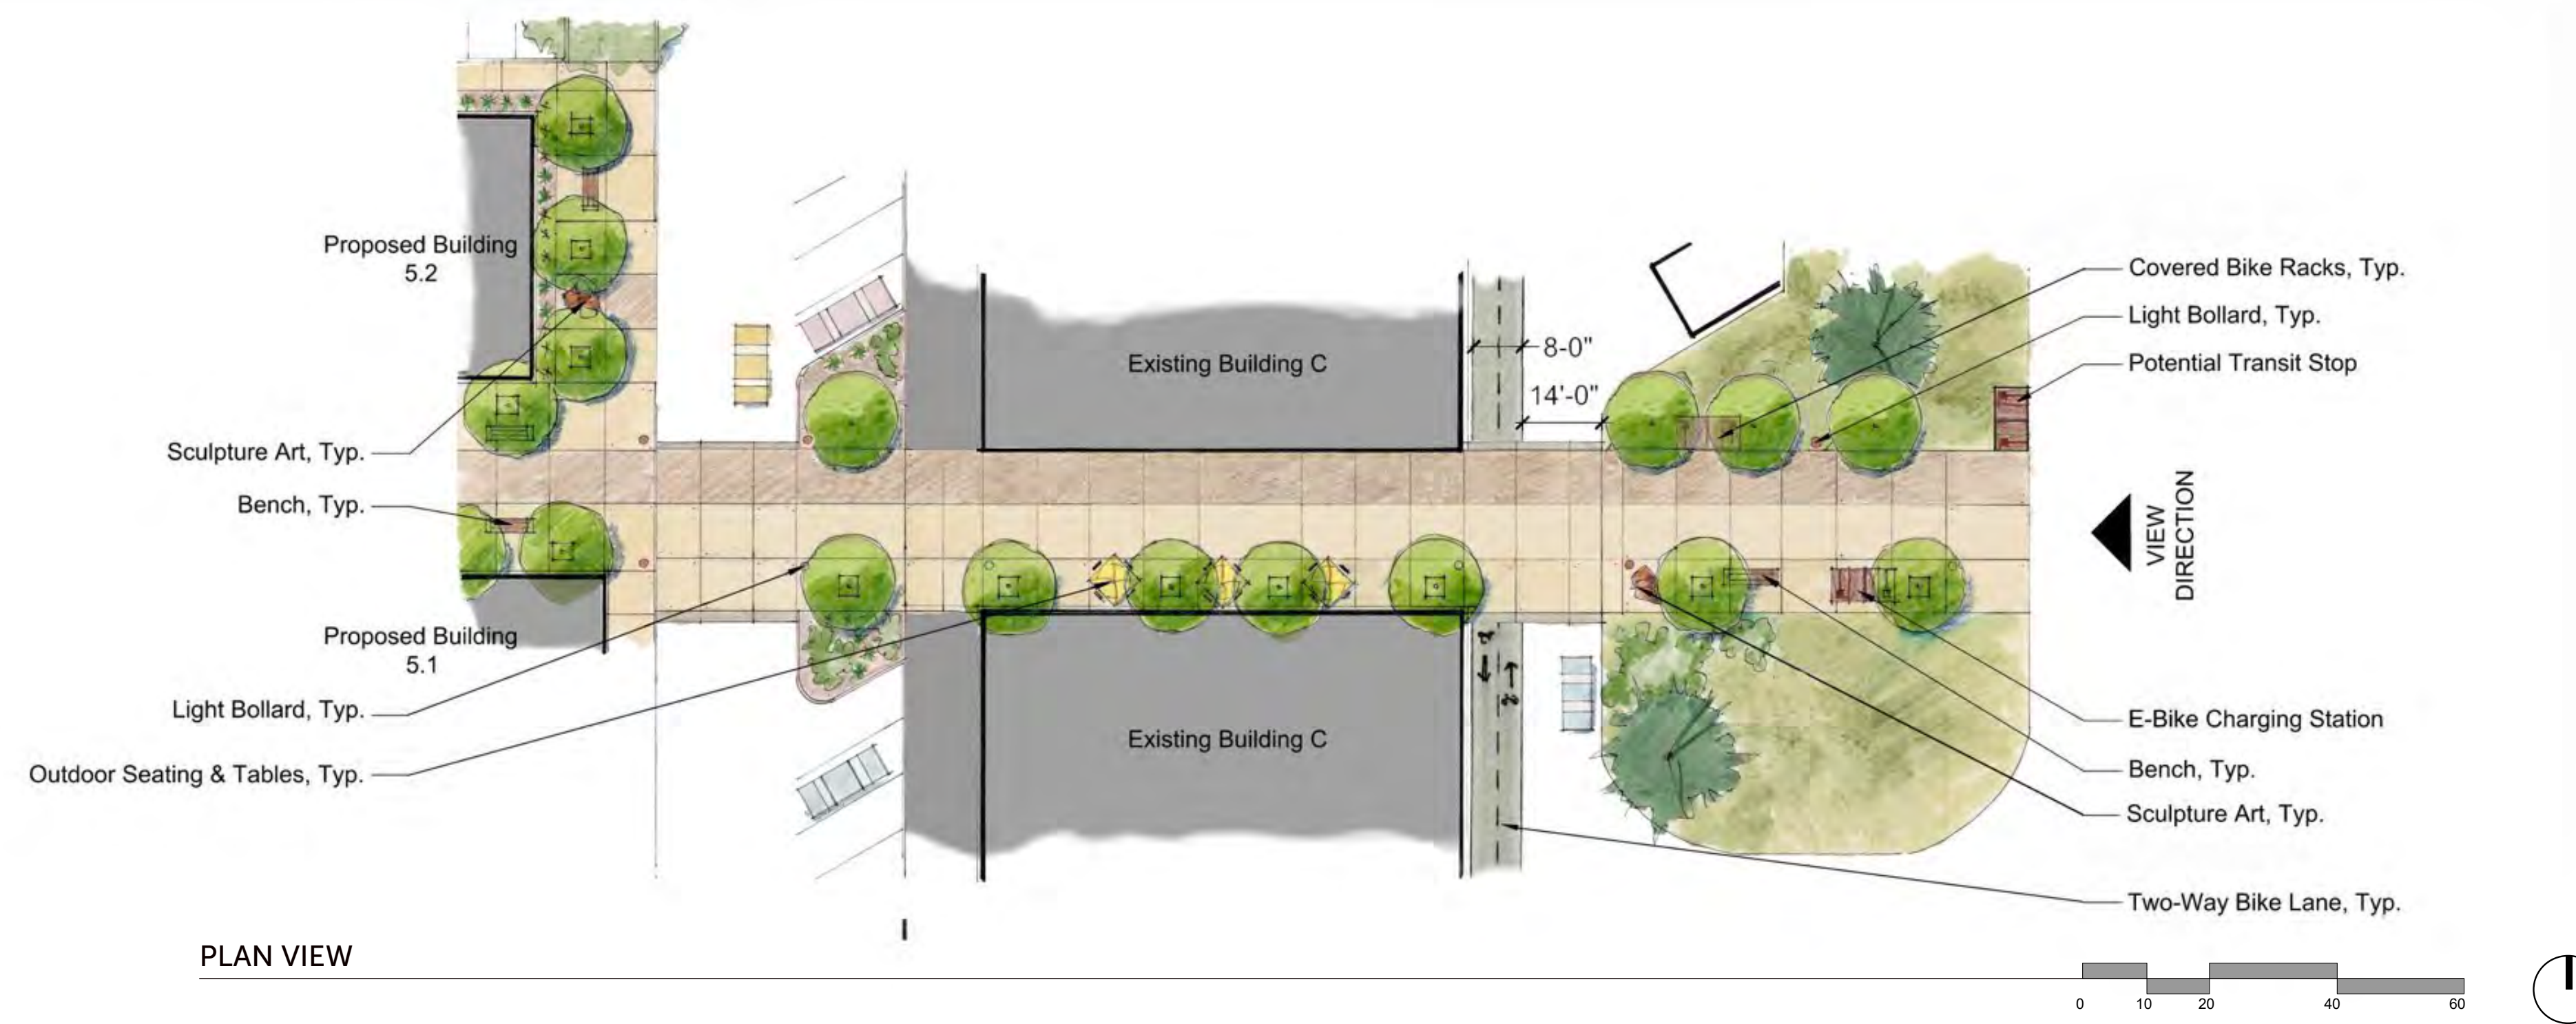 Proposed Building
5.2
Sculpture Art, Typ.
Bench, Typ.
Proposed Building
5.1
Light Bollard, Typ.
Outdoor Seating & Tables, Typ.
Existing Building C
Existing Building C
8-0"
14'-0"
Covered Bike Racks, Typ.
Light Bollard, Typ.
Potential Transit Stop
VIEW
DIRECTION
E-Bike Charging Station
Bench, Typ.
Sculpture Art, Typ.
Two-Way Bike Lane, Typ.
PLAN VIEW
0 10 20 40 60